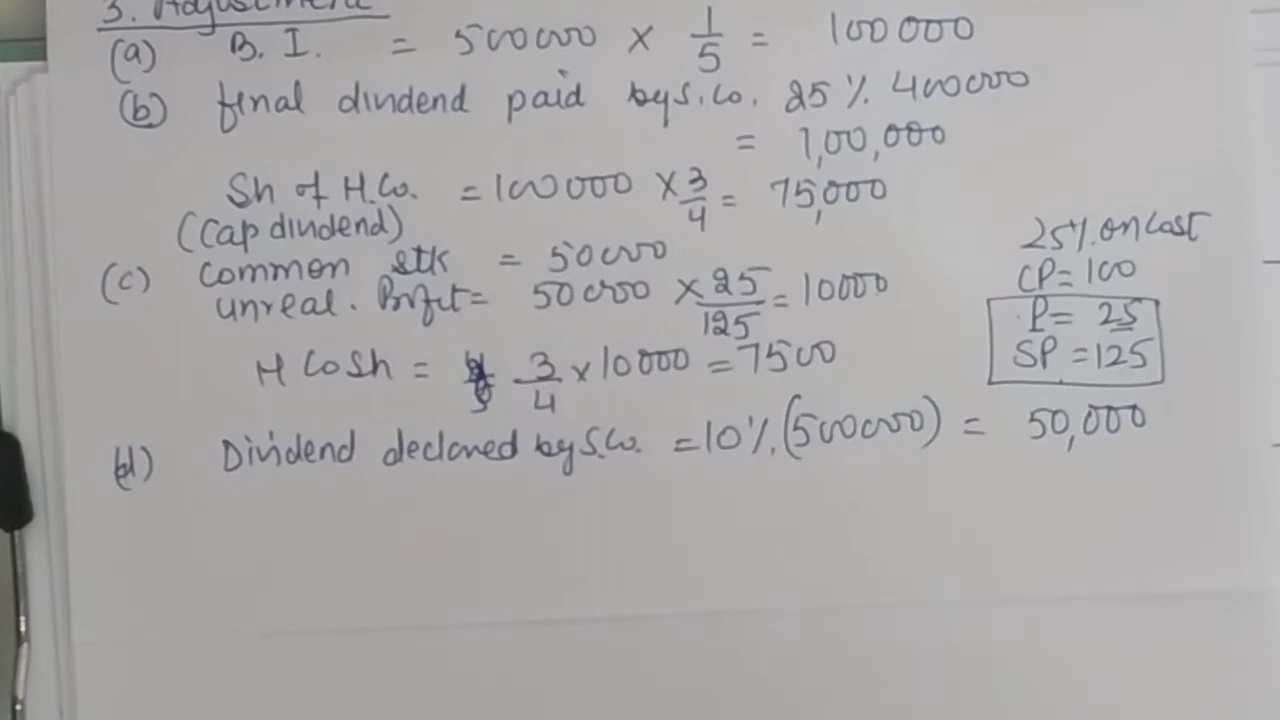 3. Adjustment
(a) B. I. = 500000 × 1/5 = 100000
(b) final dividend paid by S.Co. 25% 400000
= 1,00,000
Sh of H.Co. = 100000 × 3/4 = 75,000
(Cap dividend)
(c) common stk = 50000
unreal. Profit = 50000 × 25/125 = 10000
H Co Sh = 3/4 × 10000 = 7500
(d) Dividend declared by S.Co. = 10% (500000) = 50,000
25% on cost
CP = 100
P = 25
SP = 125